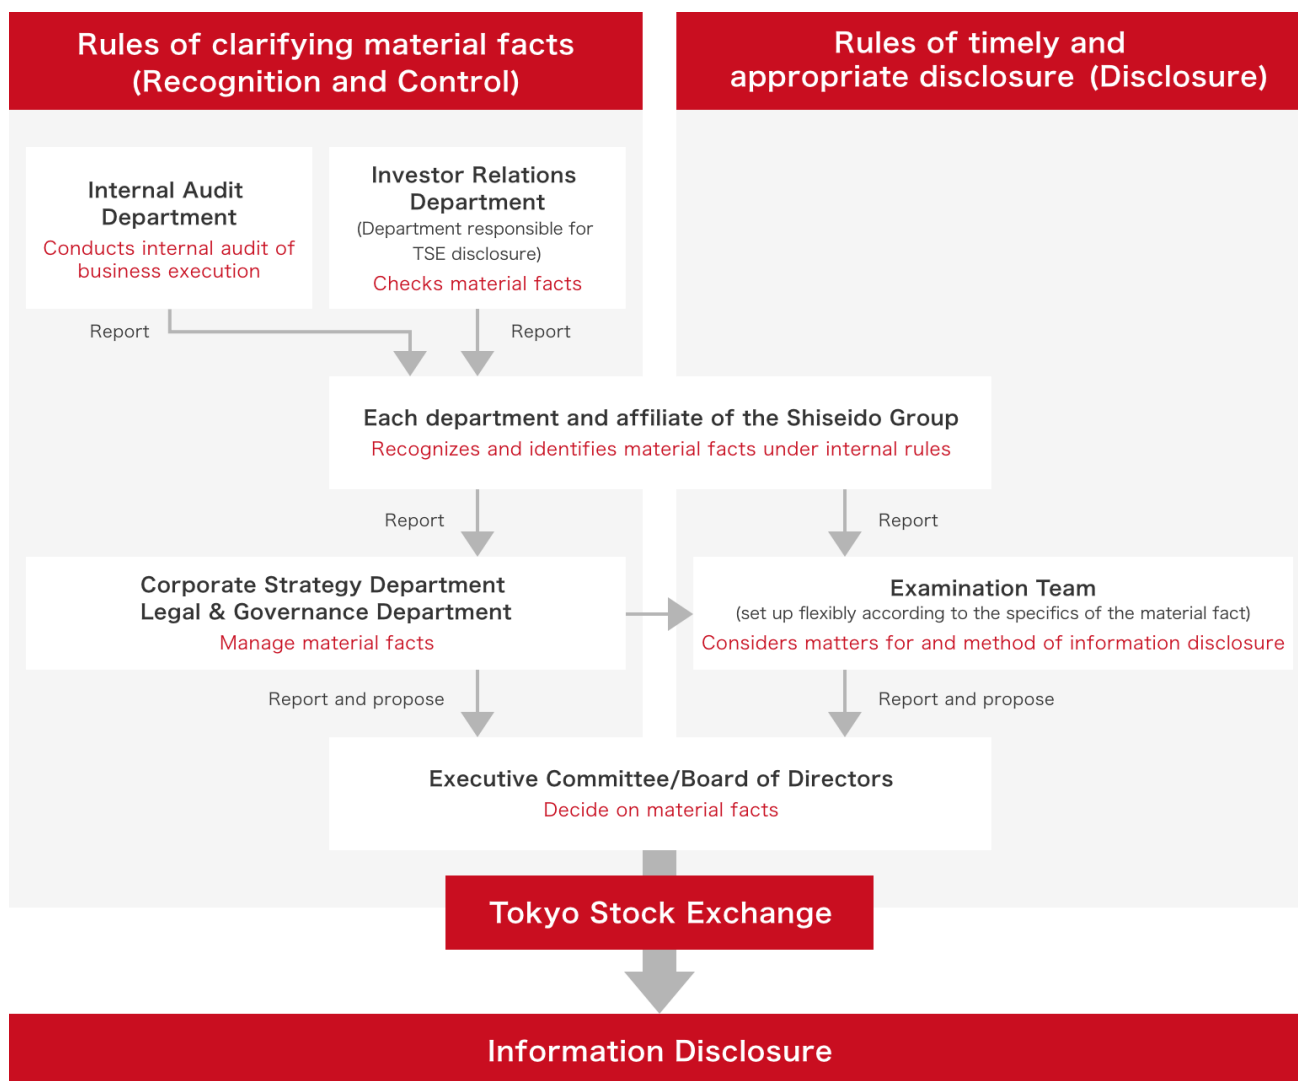 Rules of clarifying material facts
(Recognition and Control)
Rules of timely and
appropriate disclosure (Disclosure)
Internal Audit
Department
Conducts internal audit of
business execution
Investor Relations
Department
(Department responsible for
TSE disclosure)
Checks material facts
Report
Report
Each department and affiliate of the Shiseido Group
Recognizes and identifies material facts under internal rules
Report
Report
Corporate Strategy Department
Legal & Governance Department
Manage material facts
Examination Team
(set up flexibly according to the specifics of the material fact)
Considers matters for and method of information disclosure
Report and propose
Report and propose
Executive Committee/Board of Directors
Decide on material facts
Tokyo Stock Exchange
Information Disclosure